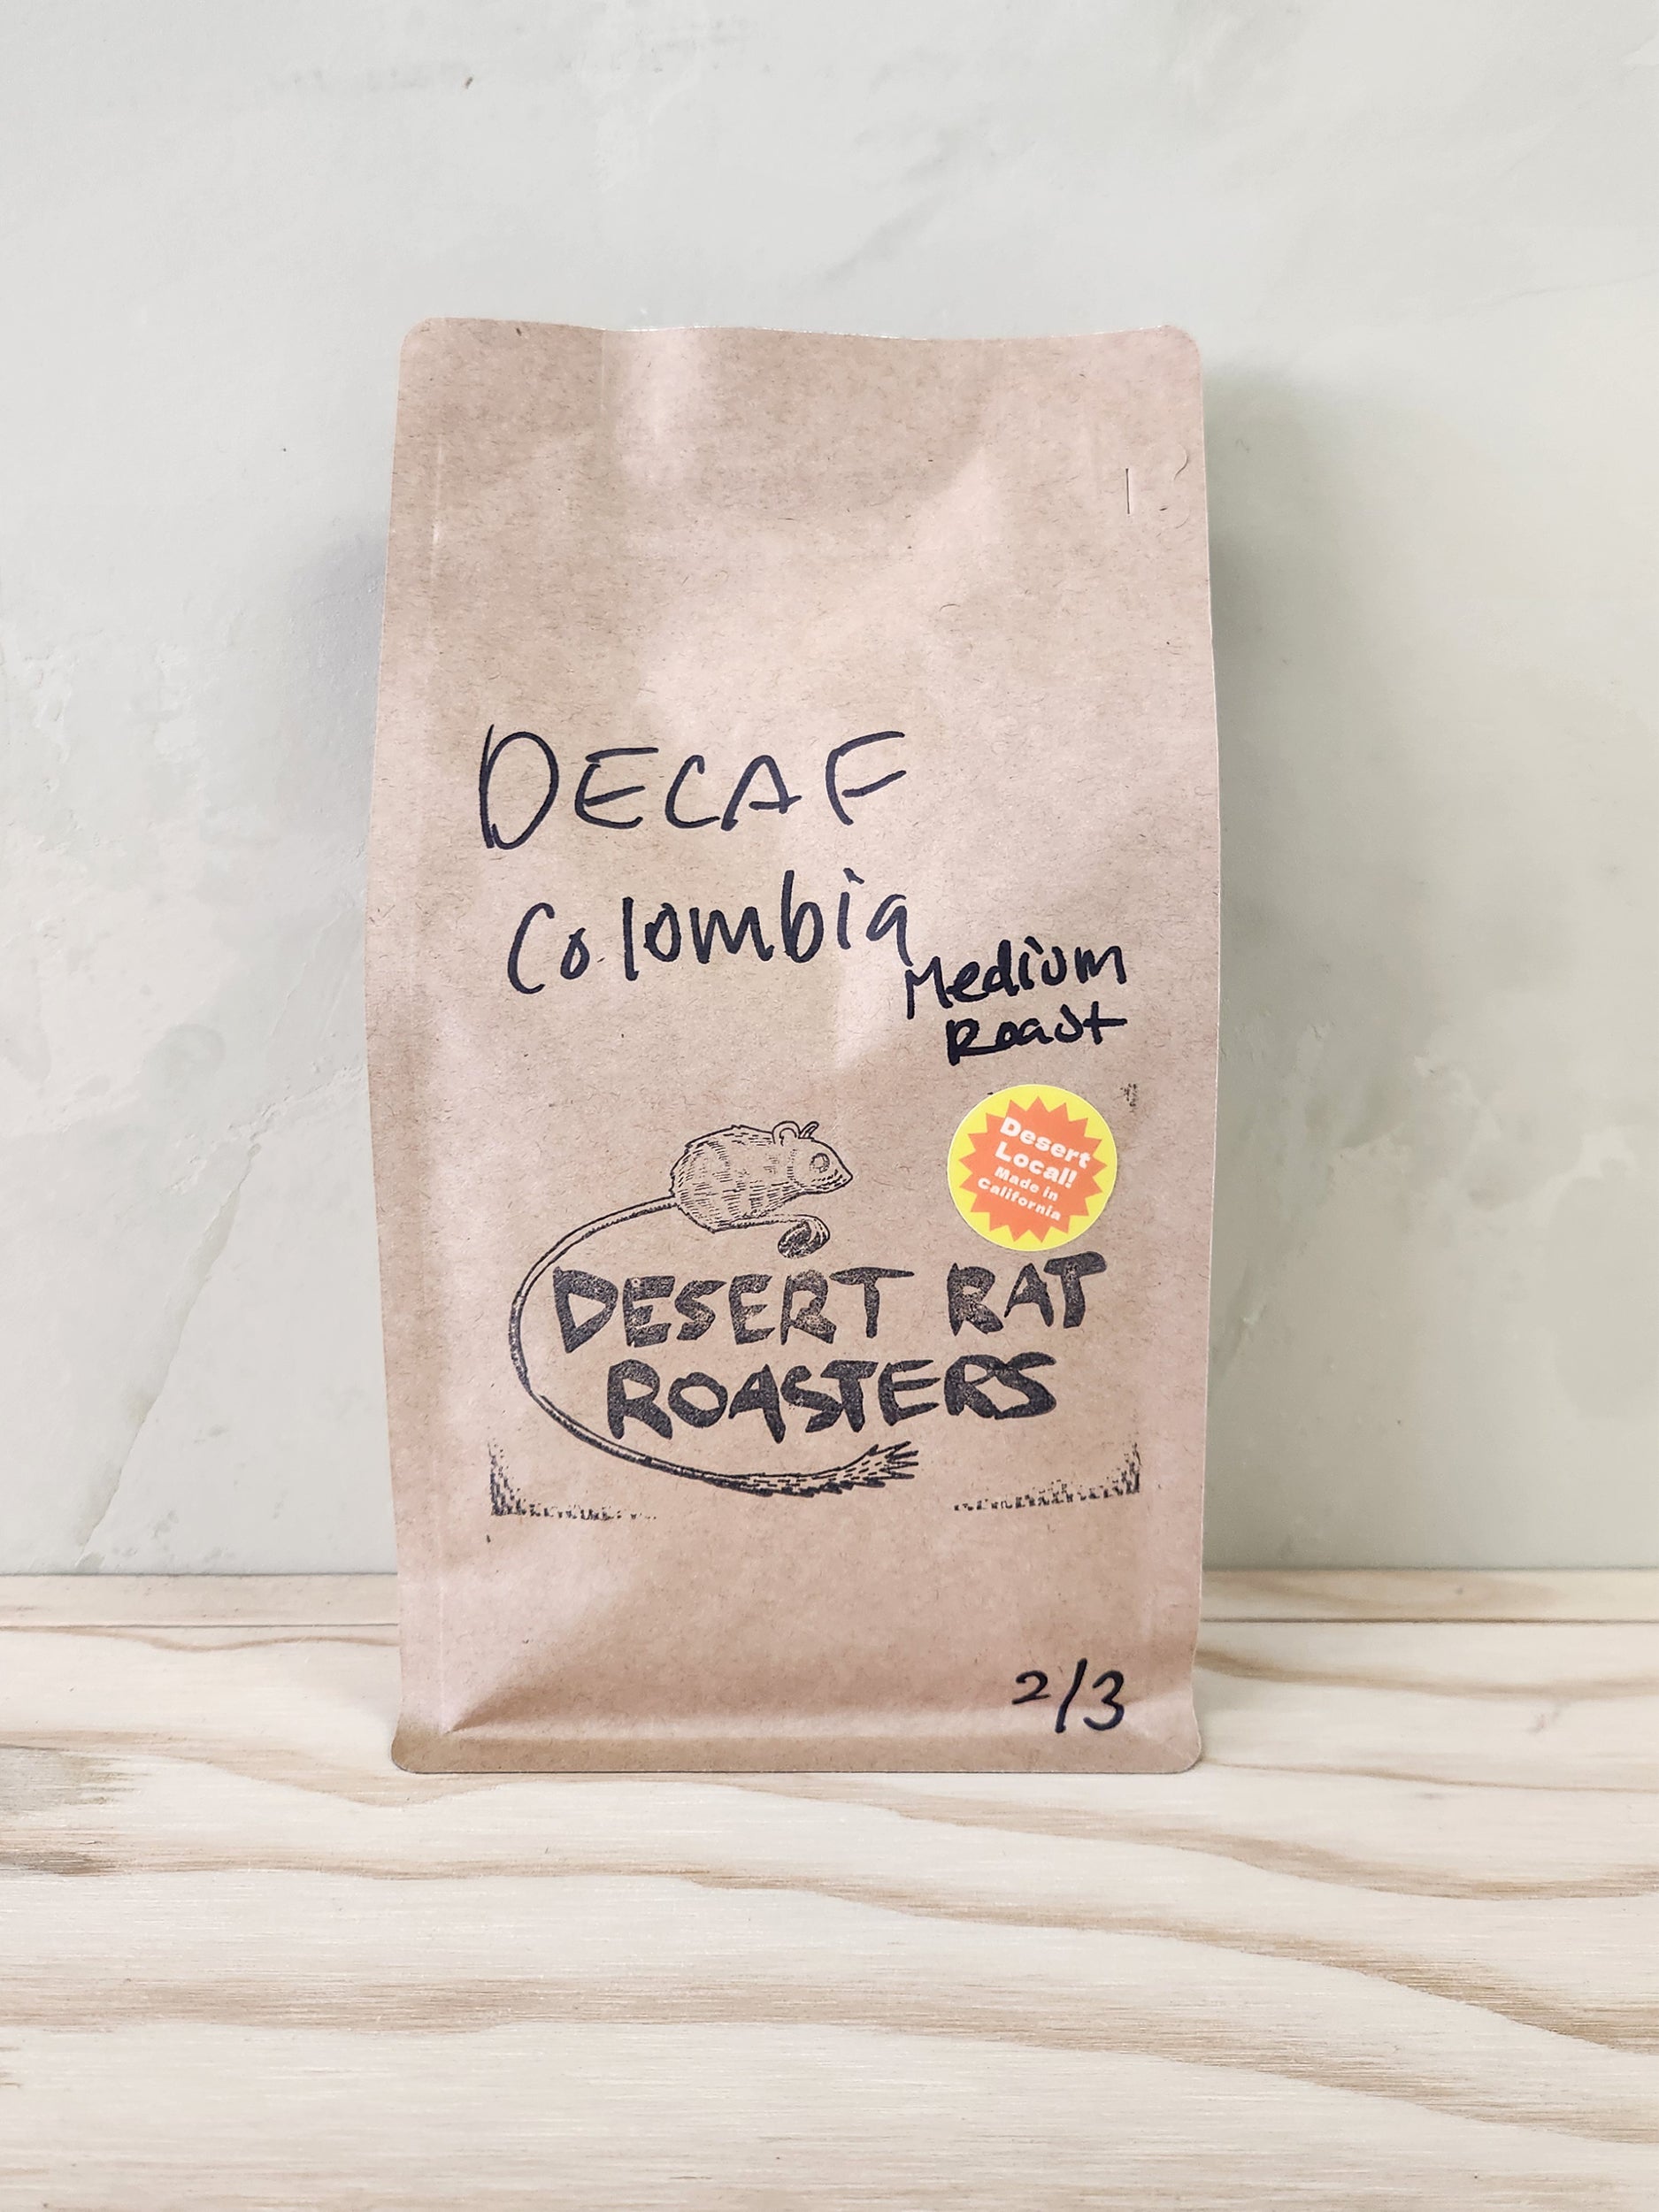 DECAF
Colombia
Medium
Roast
Desert
Local!
Made in
California
DESERT RAT
ROASTERS
2/3